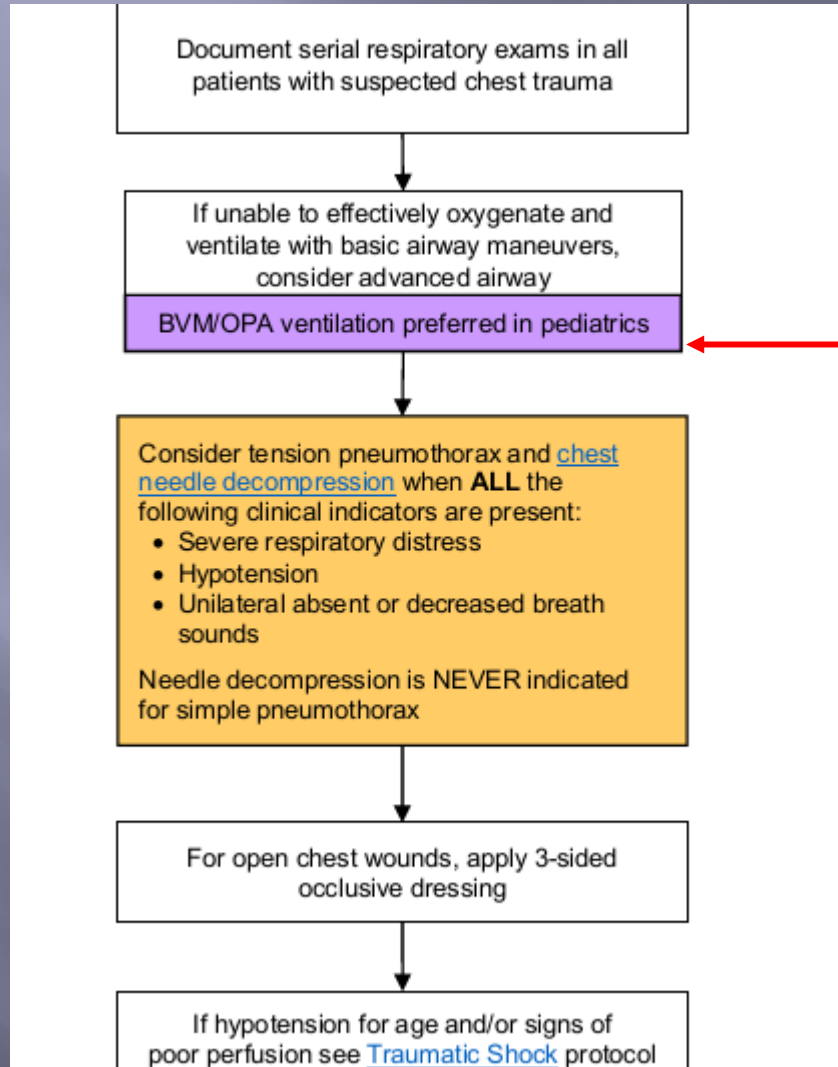 Document serial respiratory exams in all
patients with suspected chest trauma
If unable to effectively oxygenate and
ventilate with basic airway maneuvers,
consider advanced airway
BVM/OPA ventilation preferred in pediatrics
Consider tension pneumothorax and chest
needle decompression when ALL the
following clinical indicators are present:
• Severe respiratory distress
• Hypotension
• Unilateral absent or decreased breath
sounds
Needle decompression is NEVER indicated
for simple pneumothorax
For open chest wounds, apply 3-sided
occlusive dressing
If hypotension for age and/or signs of
poor perfusion see Traumatic Shock protocol